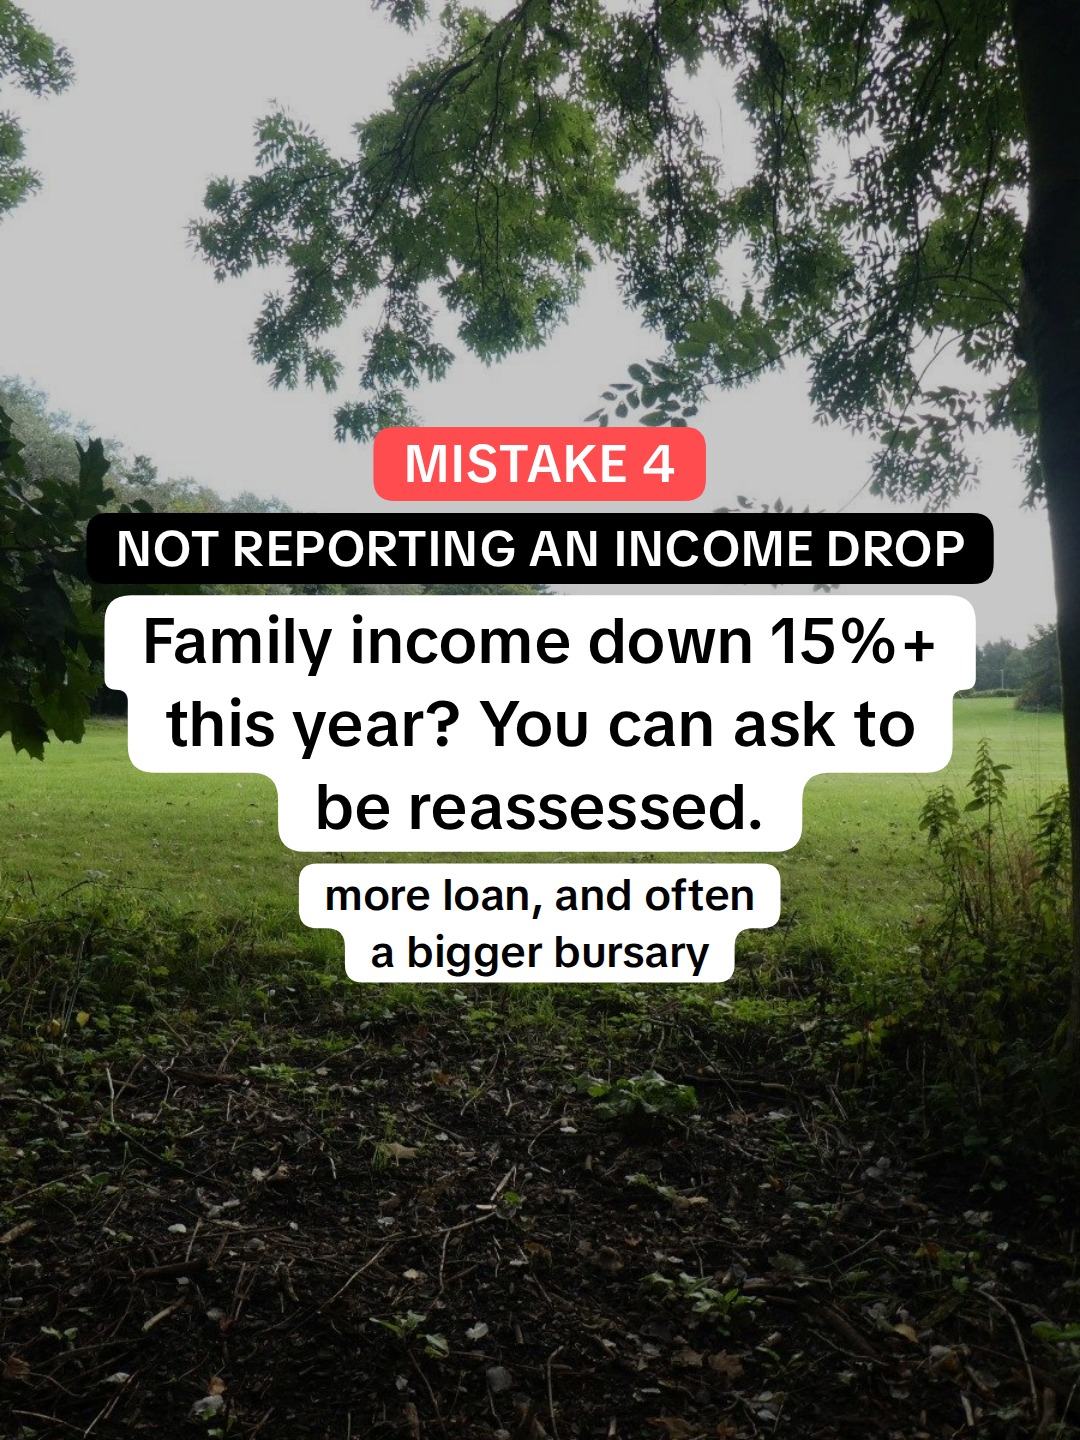 MISTAKE 4
NOT REPORTING AN INCOME DROP
Family income down 15%+
this year? You can ask to
be reassessed.
more loan, and often
a bigger bursary